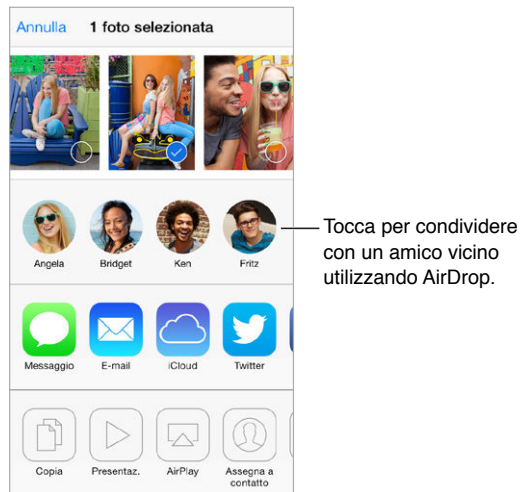 Annulla 1 foto selezionata
Angela Bridget Ken Fritz
Tocca per condividere
con un amico vicino
utilizzando AirDrop.
Messaggio E-mail iCloud Twitter
Copia Presentaz. AirPlay Assegna a
contatto